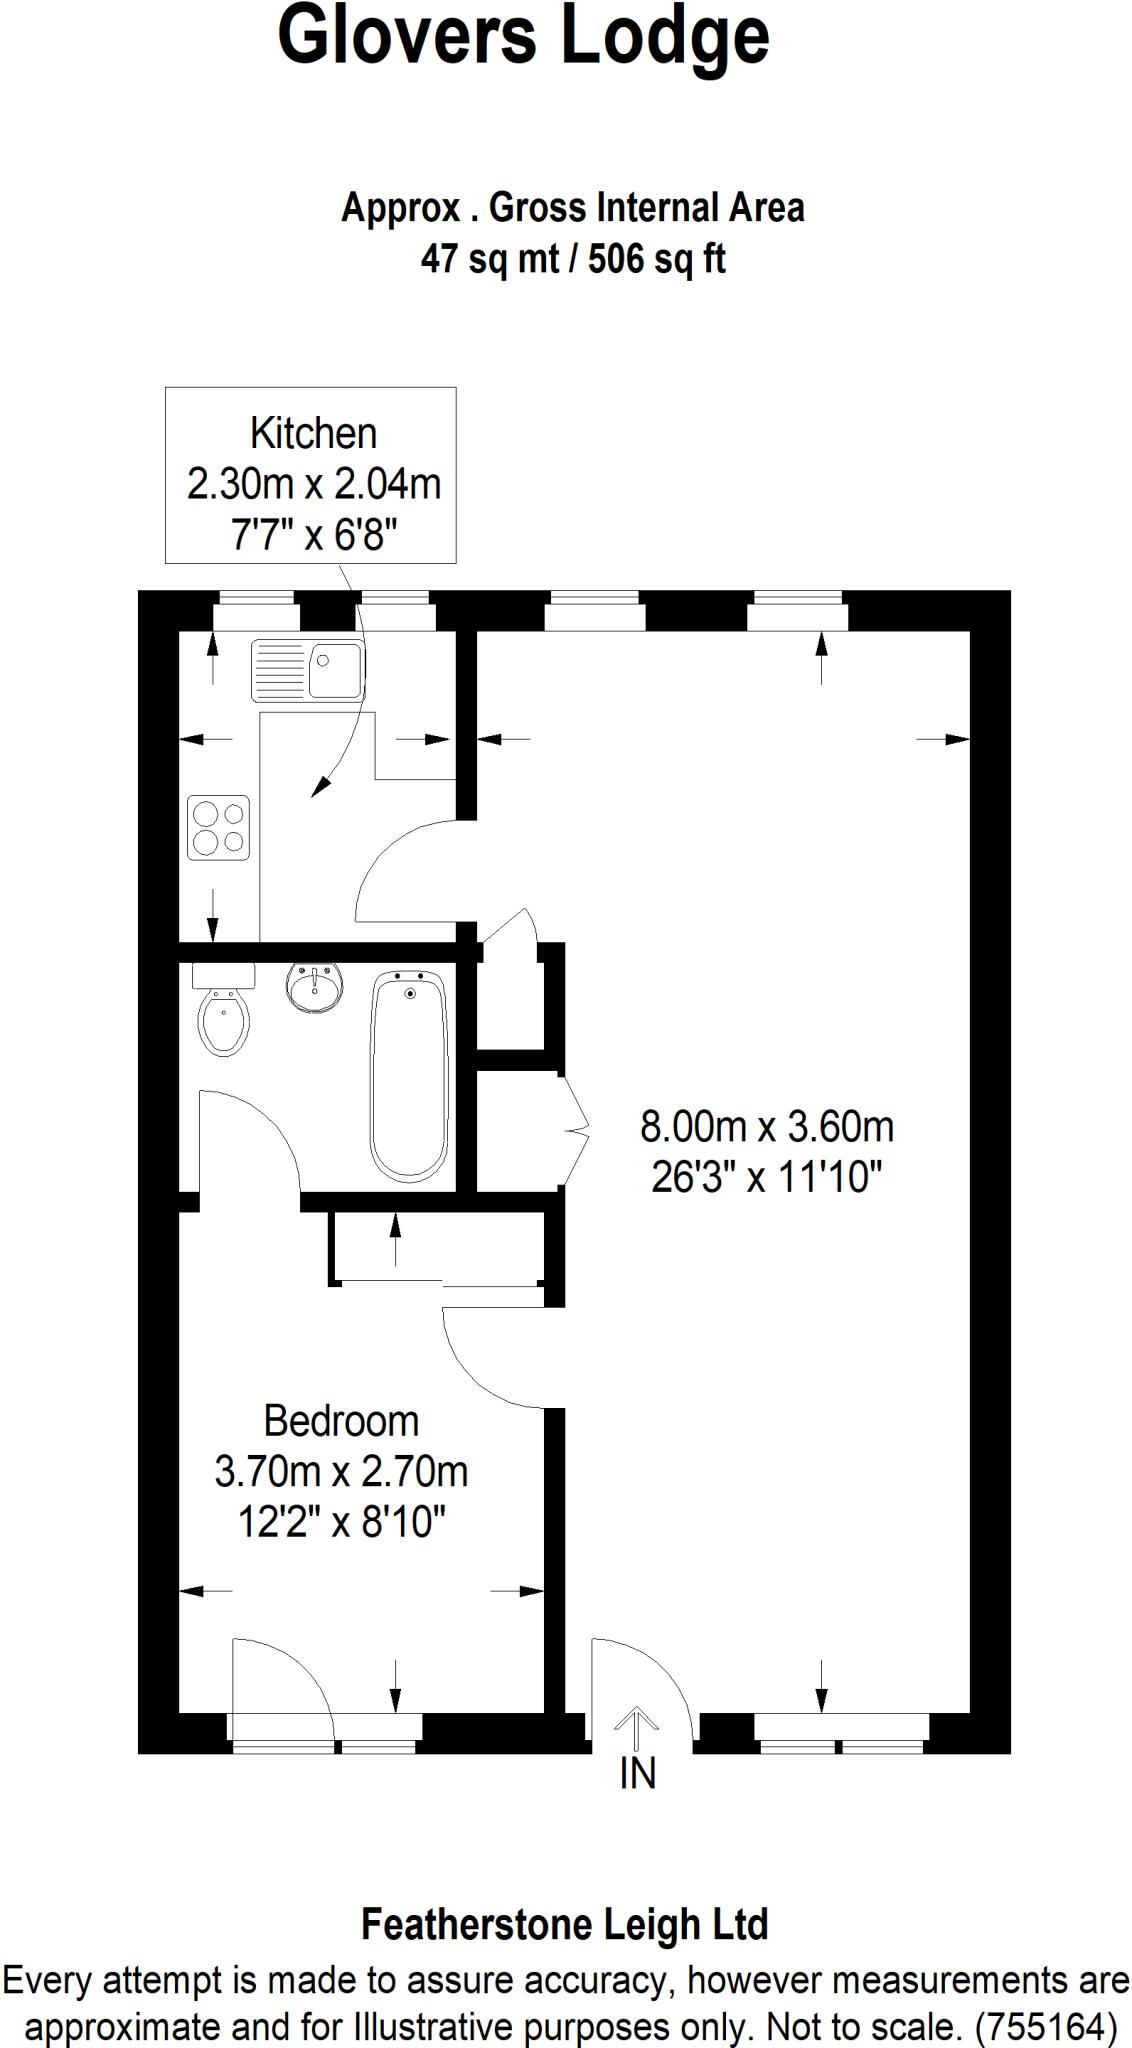 Glovers Lodge
Approx . Gross Internal Area
47 sq mt / 506 sq ft
Kitchen
2.30m x 2.04m
7'7" x 6'8"
8.00m x 3.60m
26'3" x 11'10"
Bedroom
3.70m x 2.70m
12'2" x 8'10"
IN
Featherstone Leigh Ltd
Every attempt is made to assure accuracy, however measurements are
approximate and for Illustrative purposes only. Not to scale. (755164)